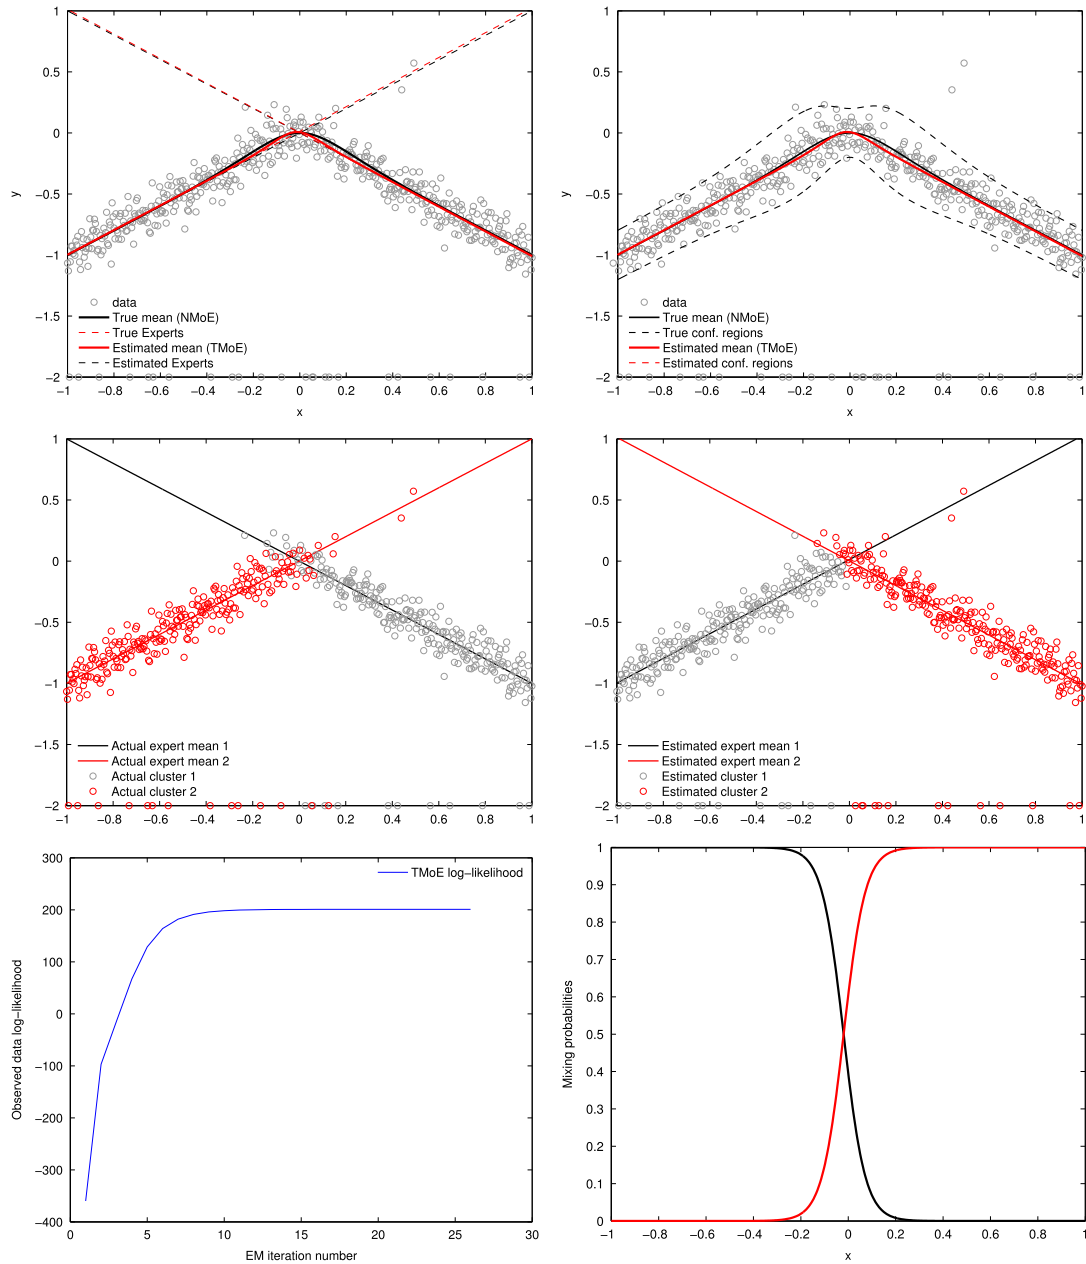 1
0.5
0
−0.5
−1
−1.5
−2
y
data
True mean (NMoE)
True Experts
Estimated mean (TMoE)
Estimated Experts
−1 −0.8 −0.6 −0.4 −0.2 0 0.2 0.4 0.6 0.8 1
x
1
0.5
0
−0.5
−1
−1.5
−2
y
data
True mean (NMoE)
True conf. regions
Estimated mean (TMoE)
Estimated conf. regions
−1 −0.8 −0.6 −0.4 −0.2 0 0.2 0.4 0.6 0.8 1
x
1
0.5
0
−0.5
−1
−1.5
−2
Actual expert mean 1
Actual expert mean 2
Actual cluster 1
Actual cluster 2
−1 −0.8 −0.6 −0.4 −0.2 0 0.2 0.4 0.6 0.8 1
1
0.5
0
−0.5
−1
−1.5
−2
Estimated expert mean 1
Estimated expert mean 2
Estimated cluster 1
Estimated cluster 2
−1 −0.8 −0.6 −0.4 −0.2 0 0.2 0.4 0.6 0.8 1
300
200
100
0
−100
−200
−300
−400
Observed data log−likelihood
TMoE log−likelihood
0 5 10 15 20 25 30
EM iteration number
1
0.9
0.8
0.7
0.6
0.5
0.4
0.3
0.2
0.1
0
Mixing probabilities
−1 −0.8 −0.6 −0.4 −0.2 0 0.2 0.4 0.6 0.8 1
x